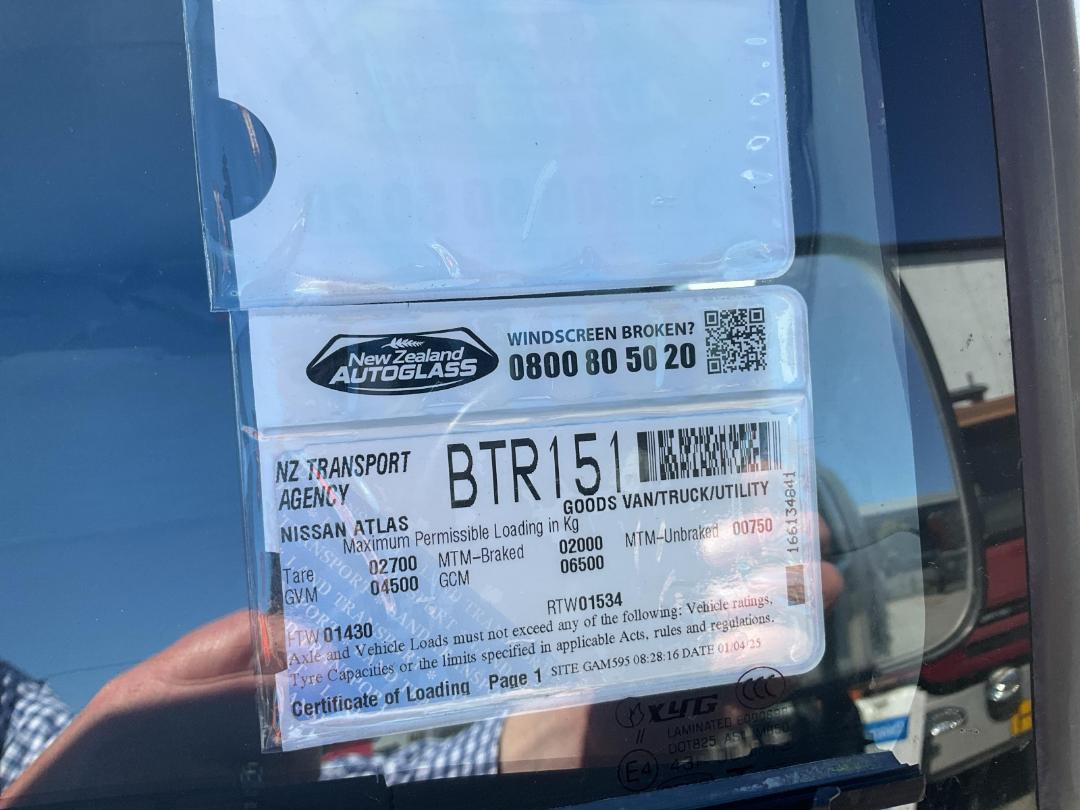 New Zealand
AUTOGLASS
WINDSCREEN BROKEN?
0800 80 50 20
NZ TRANSPORT
AGENCY
BTR151
GOODS VAN/TRUCK/UTILITY
NISSAN ATLAS
Maximum Permissible Loading in Kg
Tare 02700 MTM-Braked 02000 MTM-Unbraked 00750
GVM 04500 GCM 06500
166134841
FTW 01430 RTW01534
Axle and Vehicle Loads must not exceed any of the following: Vehicle ratings,
Tyre Capacities or the limits specified in applicable Acts, rules and regulations.
Certificate of Loading Page 1 SITE GAM595 08:28:16 DATE 01/04/25
XYG
LAMINATED
DOT825
E4